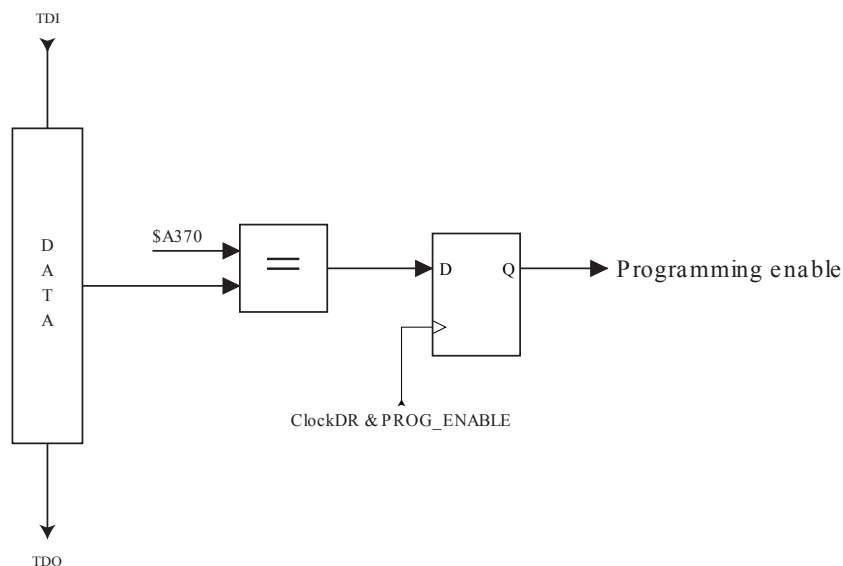 TDI
D
A
T
A
$A370
=
D
Q
Programming enable
ClockDR & PROG_ENABLE
TDO